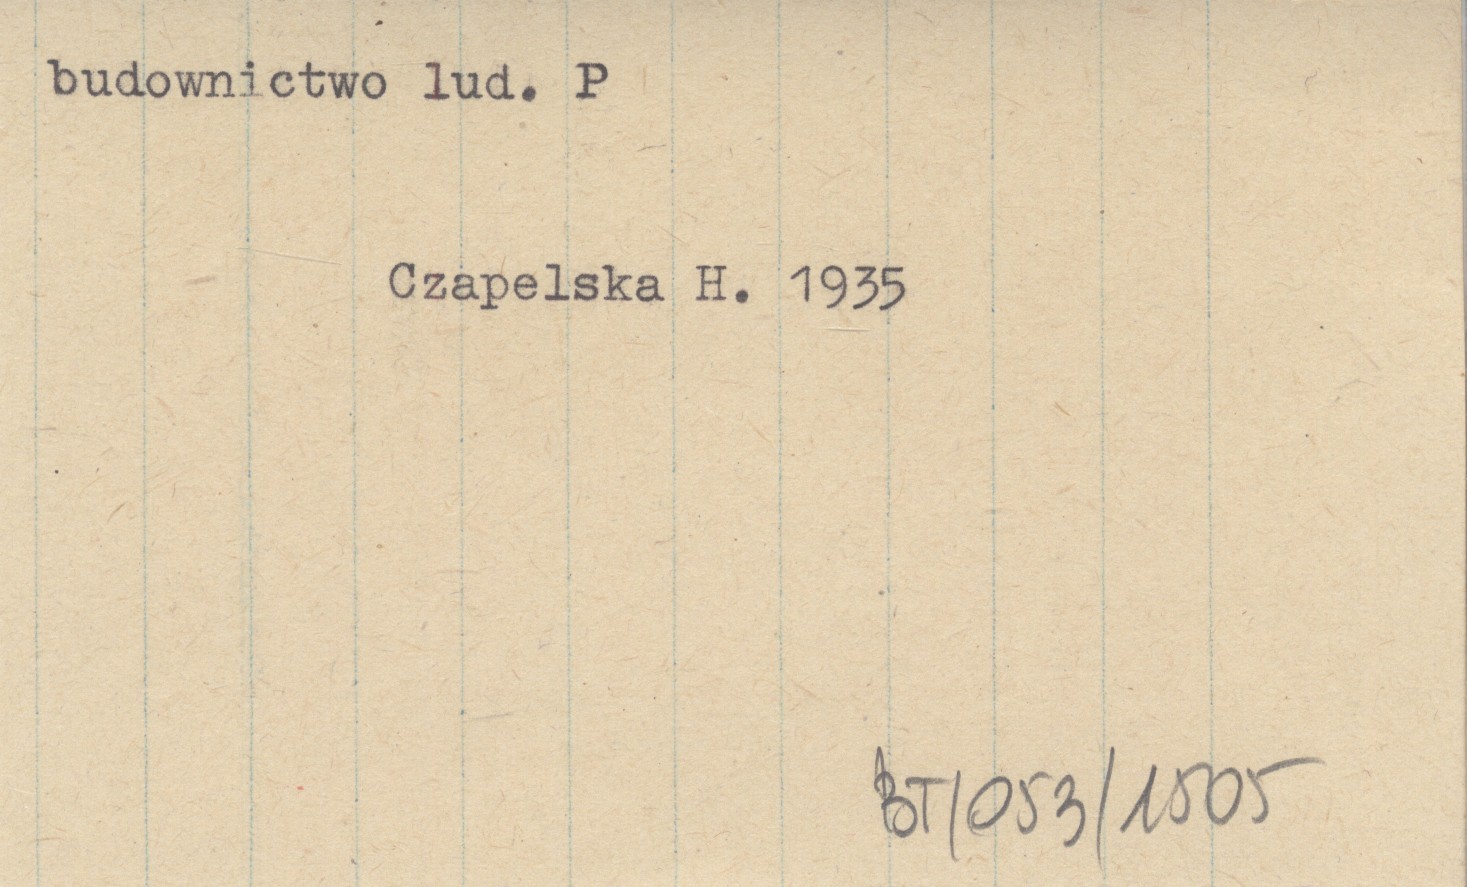 budownictwo lud. P
Czapelska H. 1935
BT/053/1505